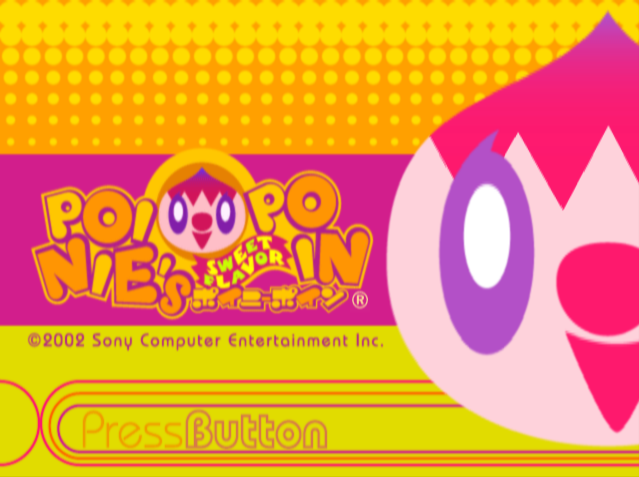 POI PO
NIE'S IN
SWEET
FLAVOR
ポイニーポイン®
©2002 Sony Computer Entertainment Inc.
PressButton